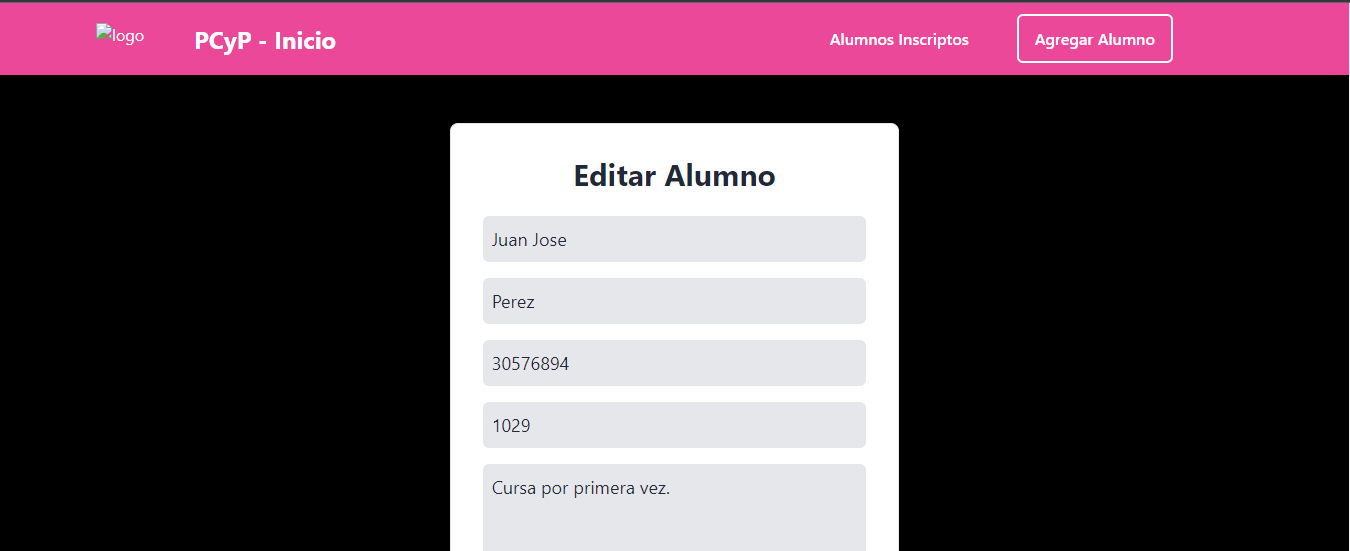 logo
PCyP - Inicio
Alumnos Inscriptos
Agregar Alumno
Editar Alumno
Juan Jose
Perez
30576894
1029
Cursa por primera vez.